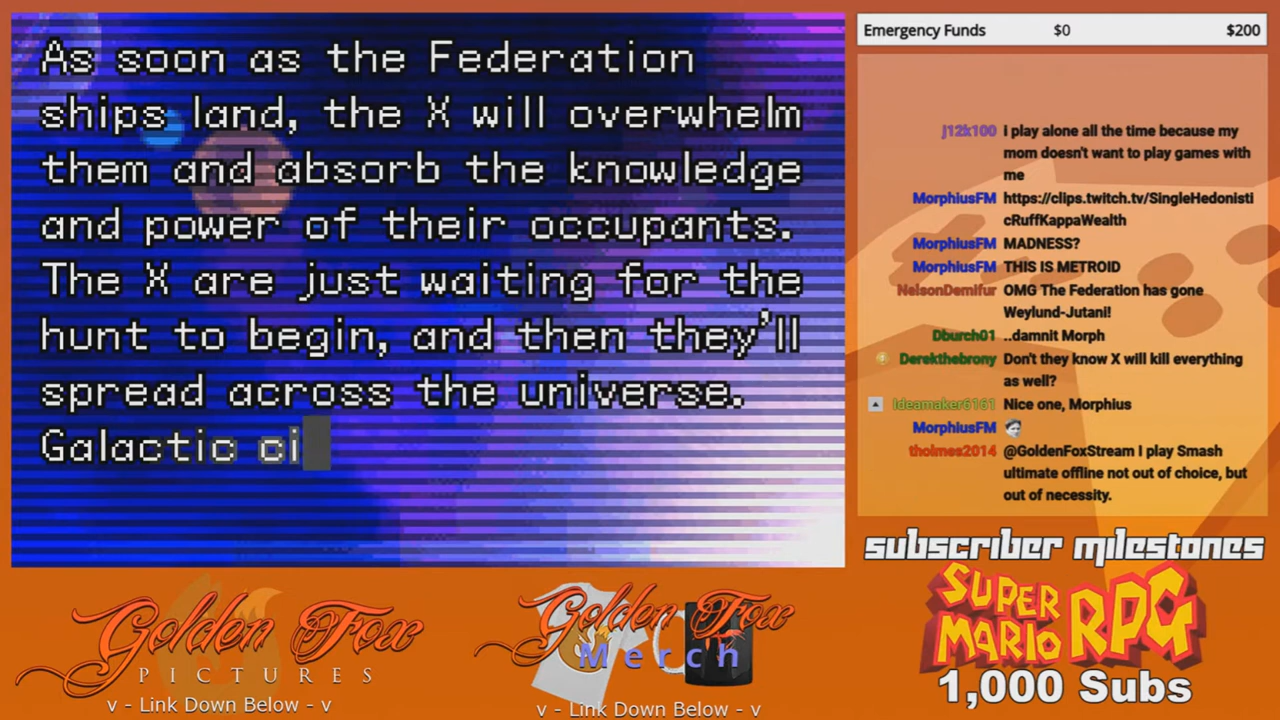 As soon as the Federation
ships land, the X will overwhelm
them and absorb the knowledge
and power of their occupants.
The X are just waiting for the
hunt to begin, and then they'll
spread across the universe.
Galactic ci
Emergency Funds $0 $200
j12k100 i play alone all the time because my
mom doesn't want to play games with
me
MorphiusFM https://clips.twitch.tv/SingleHedonisti
cRuffKappaWealth
MorphiusFM MADNESS?
MorphiusFM THIS IS METROID
NelsonDemifur OMG The Federation has gone
Weylund-Jutani!
Dburch01 ..damnit Morph
Derekthebrony Don't they know X will kill everything
as well?
Ideamaker6161 Nice one, Morphius
MorphiusFM
tholmes2014 @GoldenFoxStream I play Smash
ultimate offline not out of choice, but
out of necessity.
subscriber milestones
SUPER
MARIO RPG
1,000 Subs
Golden Fox
PICTURES
v - Link Down Below - v
Golden Fox
Merch
v - Link Down Below - v